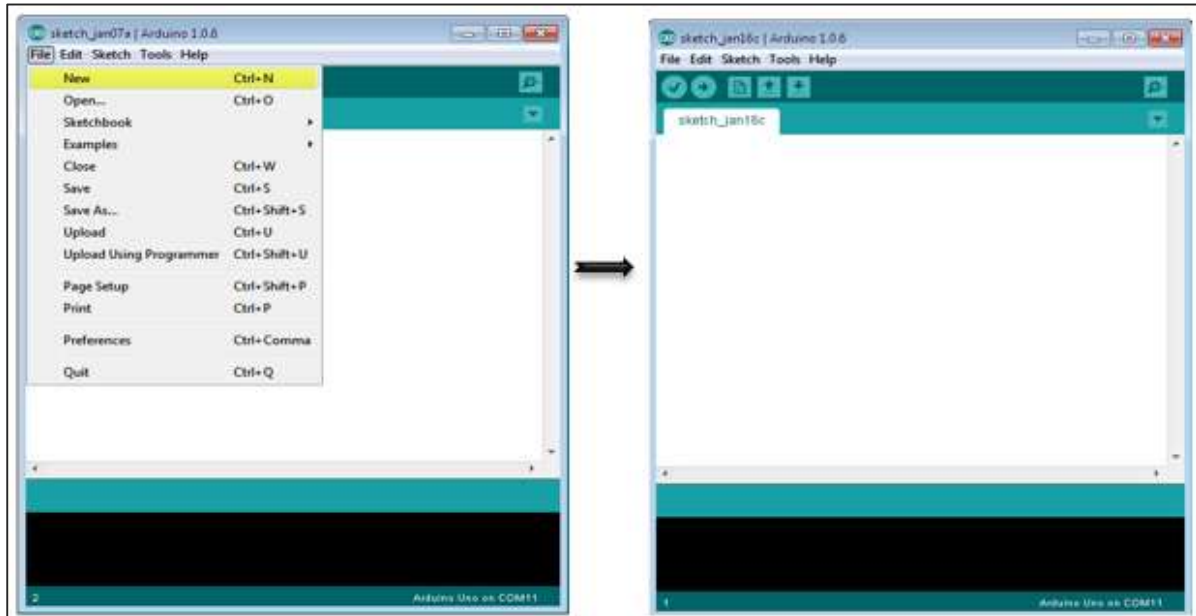 sketch_jan07a | Arduino 1.0.6
File Edit Sketch Tools Help
New Ctrl+N
Open... Ctrl+O
Sketchbook
Examples
Close Ctrl+W
Save Ctrl+S
Save As... Ctrl+Shift+S
Upload Ctrl+U
Upload Using Programmer Ctrl+Shift+U
Page Setup Ctrl+Shift+P
Print Ctrl+P
Preferences Ctrl+Comma
Quit Ctrl+Q
2 Arduino Uno on COM11
sketch_jan16c | Arduino 1.0.6
File Edit Sketch Tools Help
sketch_jan16c
1 Arduino Uno on COM11